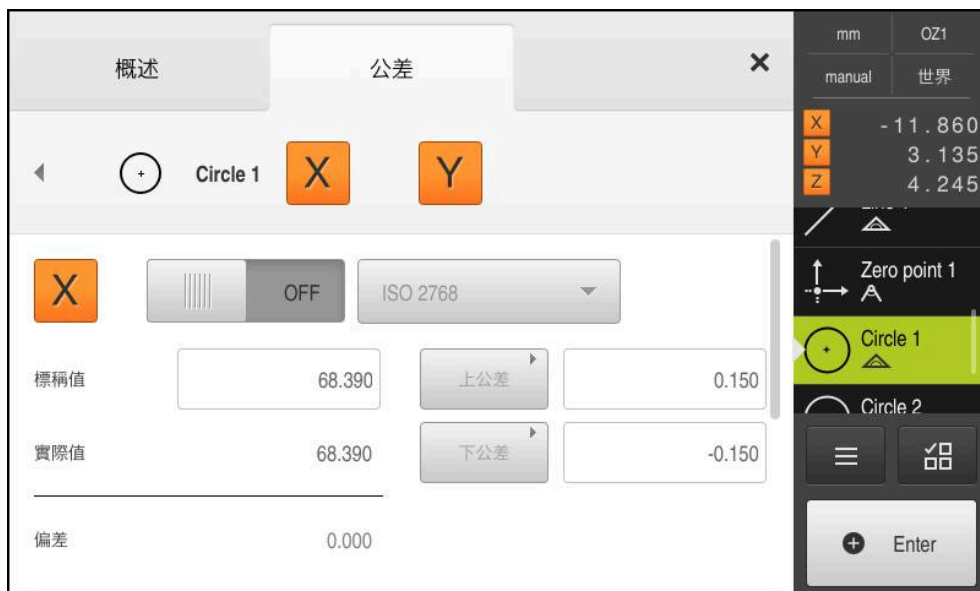 概述
公差
Circle 1
X
Y
X
OFF
ISO 2768
標稱值
68.390
上公差
0.150
實際值
68.390
下公差
-0.150
偏差
0.000
mm
OZ1
manual
世界
X -11.860
Y 3.135
Z 4.245
Zero point 1
Circle 1
Circle 2
Enter